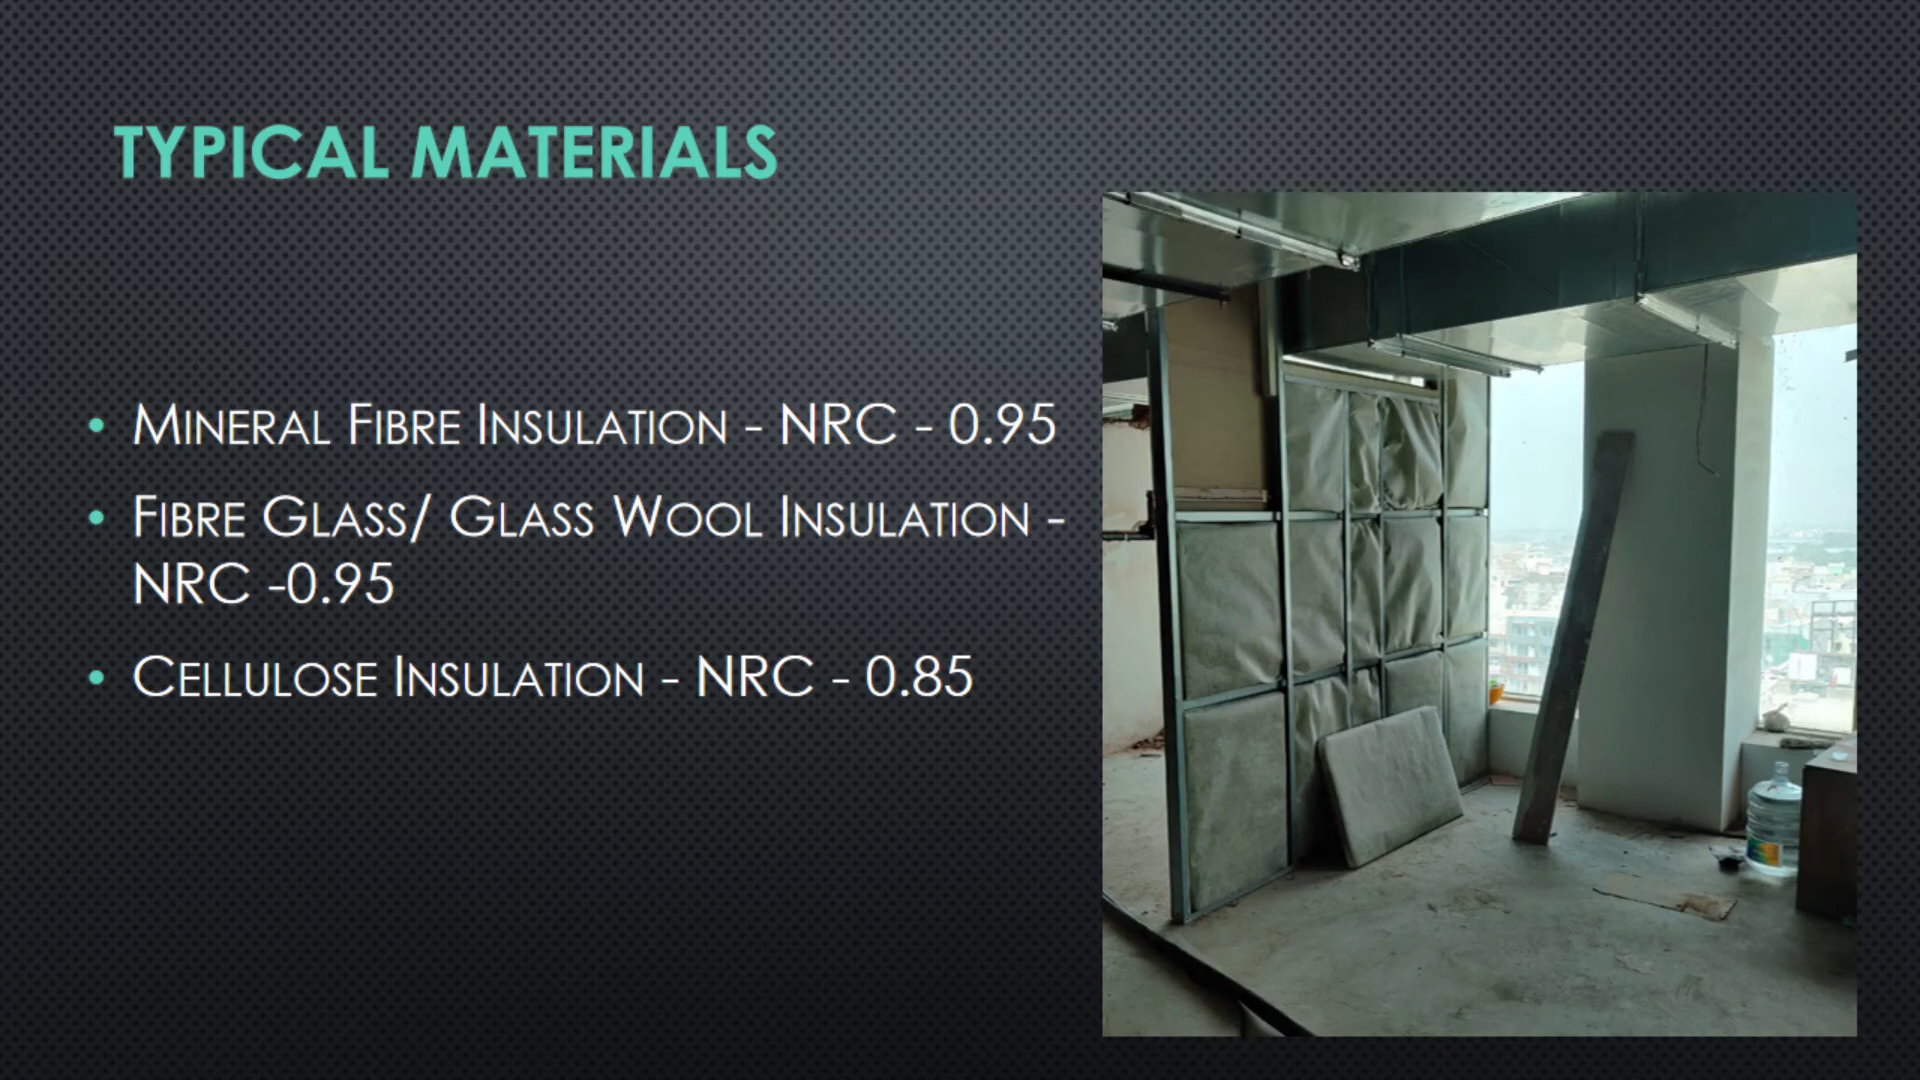 TYPICAL MATERIALS
• MINERAL FIBRE INSULATION - NRC - 0.95
• FIBRE GLASS/ GLASS WOOL INSULATION -
NRC -0.95
• CELLULOSE INSULATION - NRC - 0.85